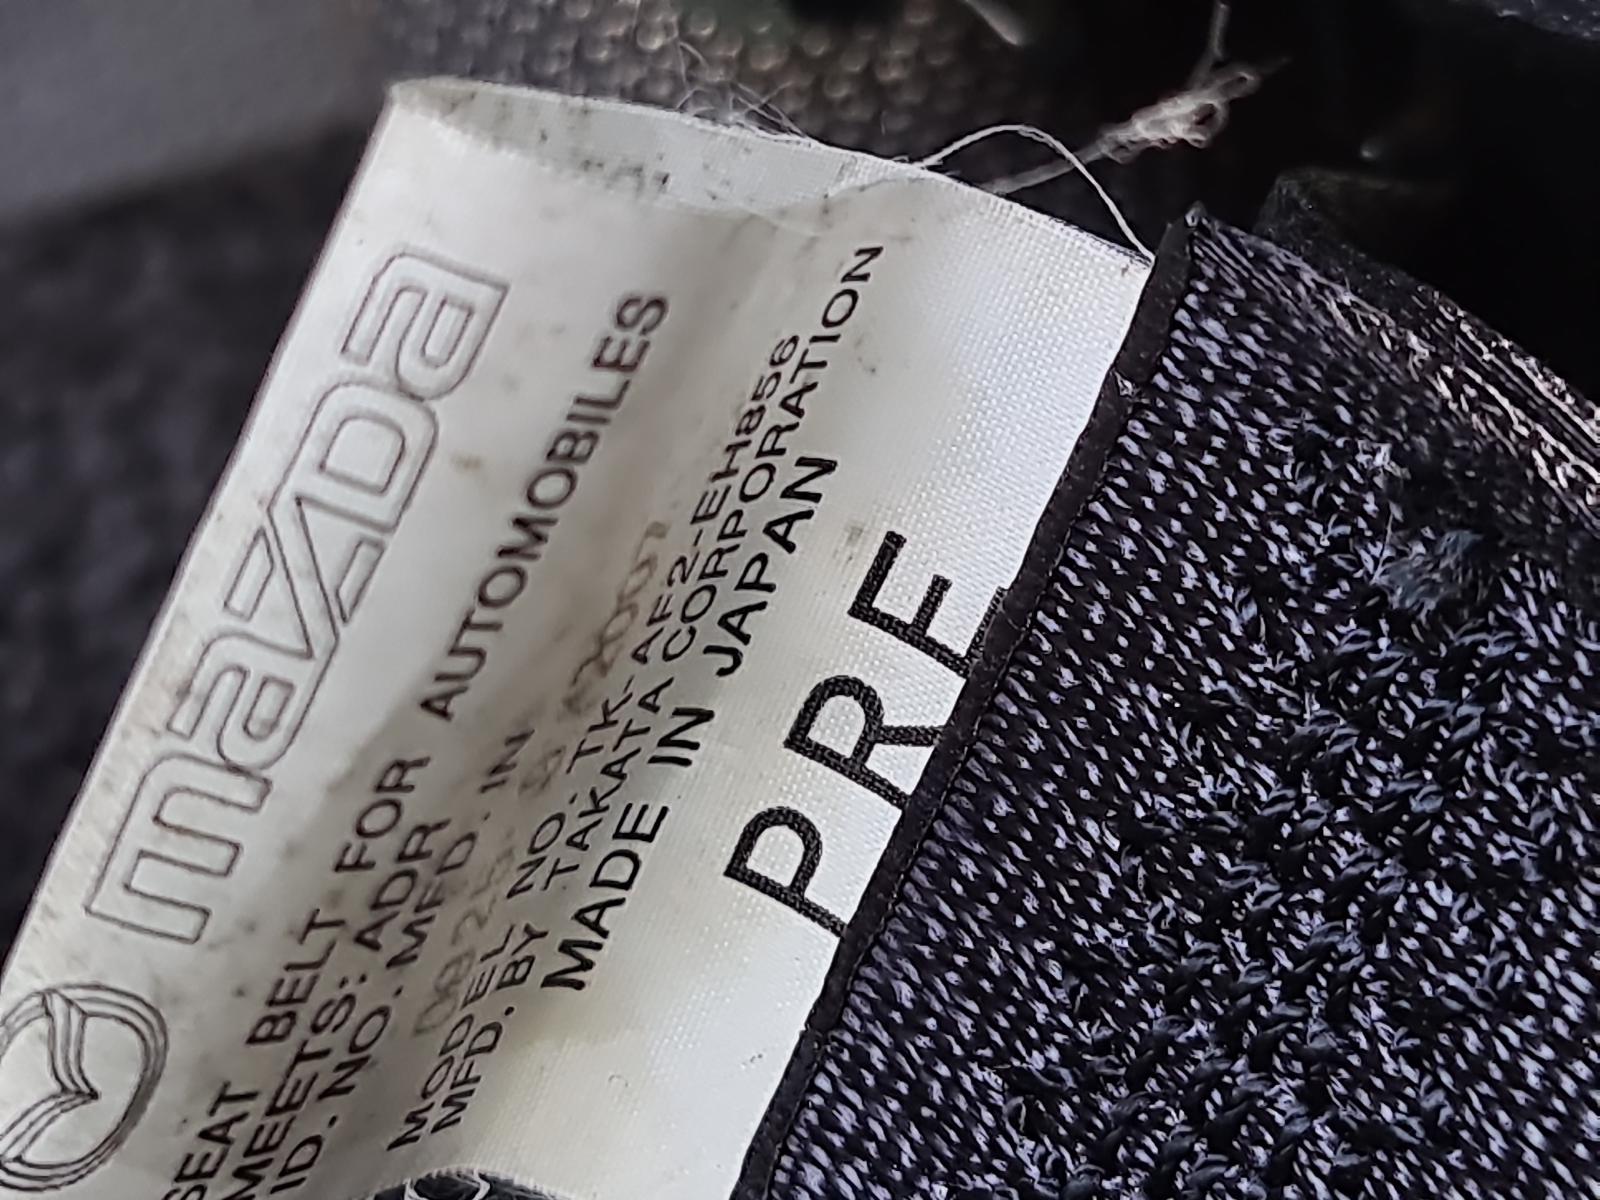 mazda
SEAT BELT FOR AUTOMOBILES
MEETS: ADR
ID. NO. MFD. IN
2007
MODEL NO. TK-AF2-EH856
MFD. BY TAKATA CORPORATION
MADE IN JAPAN
PRE